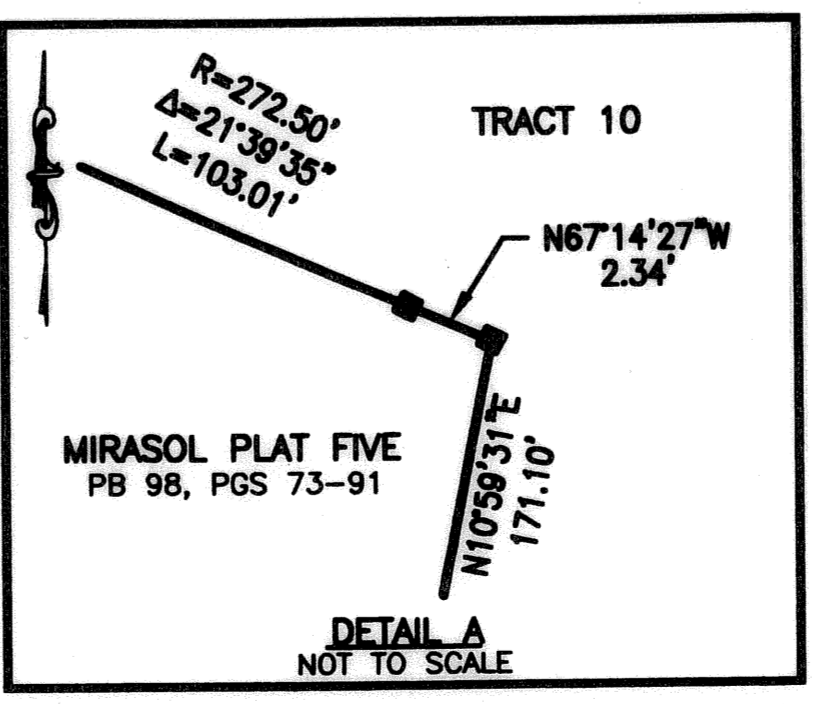 R=272.50'
Δ=21°39'35"
L=103.01'
TRACT 10
N67°14'27"W
2.34'
MIRASOL PLAT FIVE
PB 98, PGS 73-91
N10°59'31"E
171.10'
DETAIL A
NOT TO SCALE